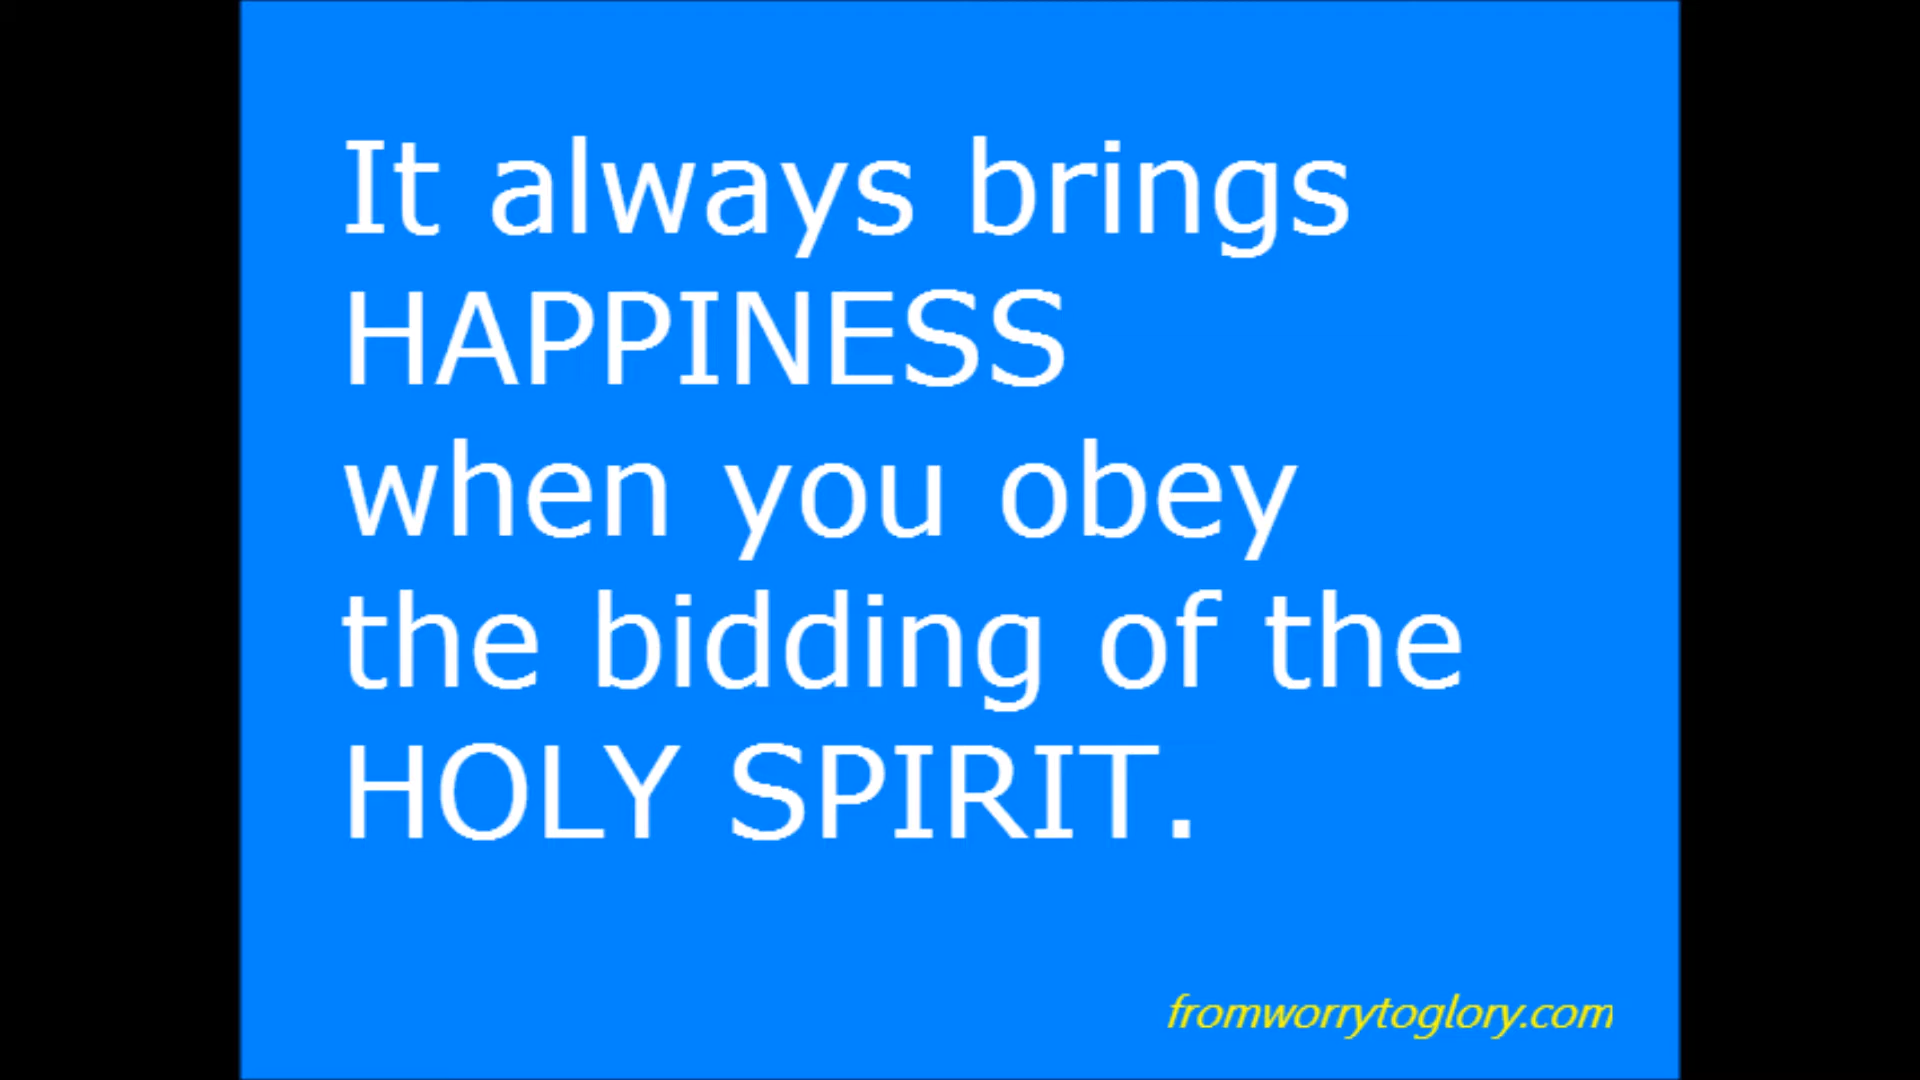 It always brings
HAPPINESS
when you obey
the bidding of the
HOLY SPIRIT.
fromworrytoglory.com